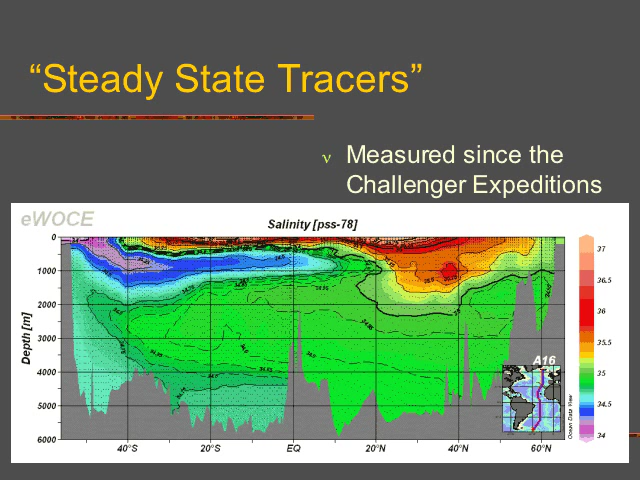 “Steady State Tracers”
ν Measured since the
Challenger Expeditions
eWOCE
Salinity [pss-78]
Depth [m]
0
1000
2000
3000
4000
5000
6000
40°S 20°S EQ 20°N 40°N 60°N
A16
Ocean Data View
37
36.5
36
35.5
35
34.5
34